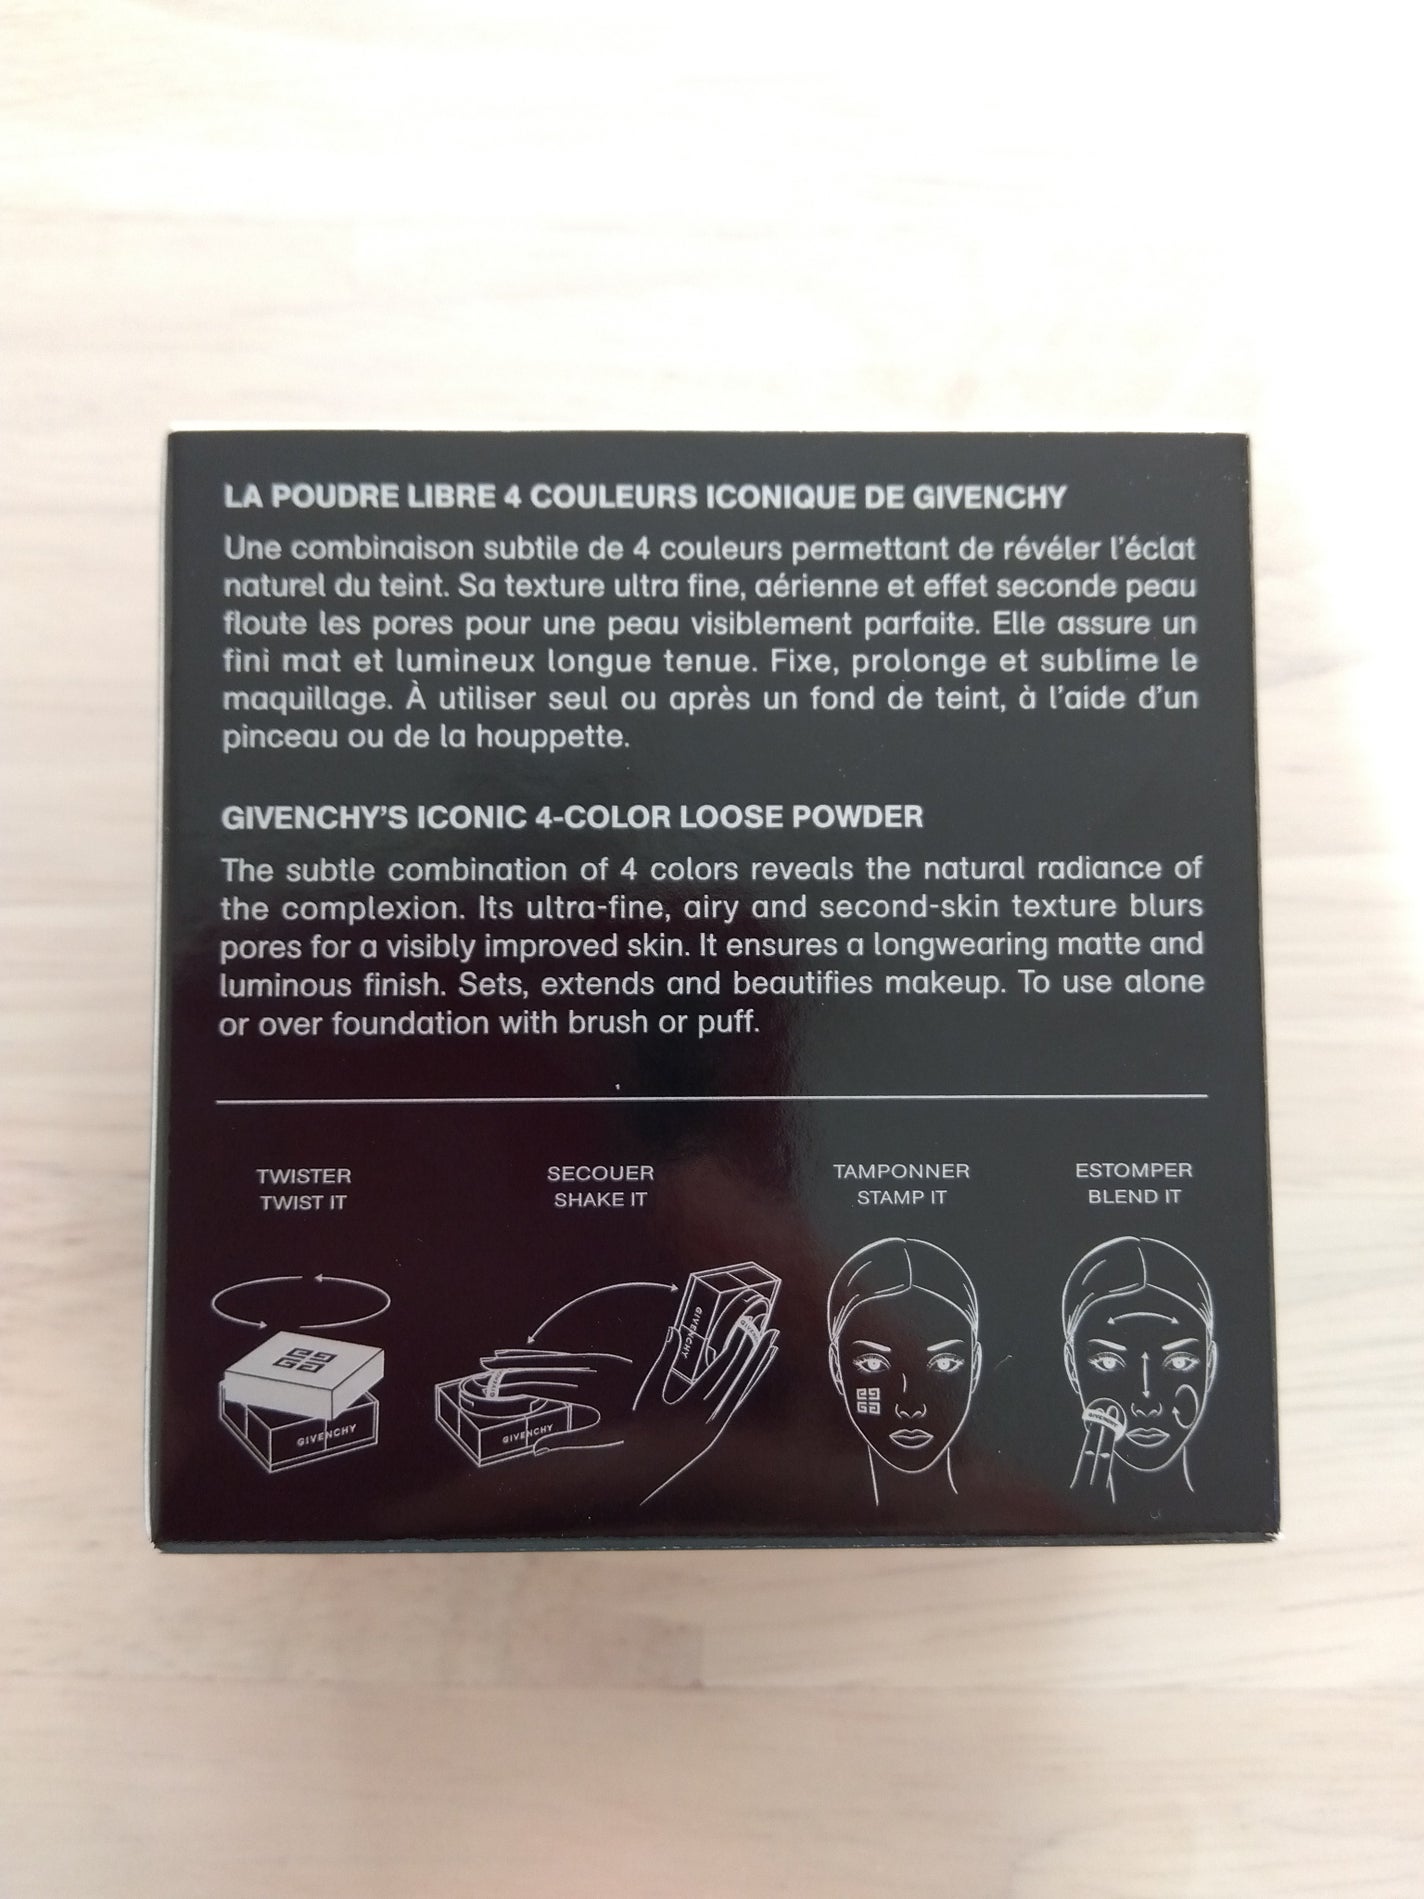 LA POUDRE LIBRE 4 COULEURS ICONIQUE DE GIVENCHY
Une combinaison subtile de 4 couleurs permettant de révéler l'éclat
naturel du teint. Sa texture ultra fine, aérienne et effet seconde peau
floute les pores pour une peau visiblement parfaite. Elle assure un
fini mat et lumineux longue tenue. Fixe, prolonge et sublime le
maquillage. À utiliser seul ou après un fond de teint, à l'aide d'un
pinceau ou de la houppette.
GIVENCHY'S ICONIC 4-COLOR LOOSE POWDER
The subtle combination of 4 colors reveals the natural radiance of
the complexion. Its ultra-fine, airy and second-skin texture blurs
pores for a visibly improved skin. It ensures a longwearing matte and
luminous finish. Sets, extends and beautifies makeup. To use alone
or over foundation with brush or puff.
TWISTER
TWIST IT
SECOUER
SHAKE IT
TAMPONNER
STAMP IT
ESTOMPER
BLEND IT
GIVENCHY
GIVENCHY
GIVENCHY